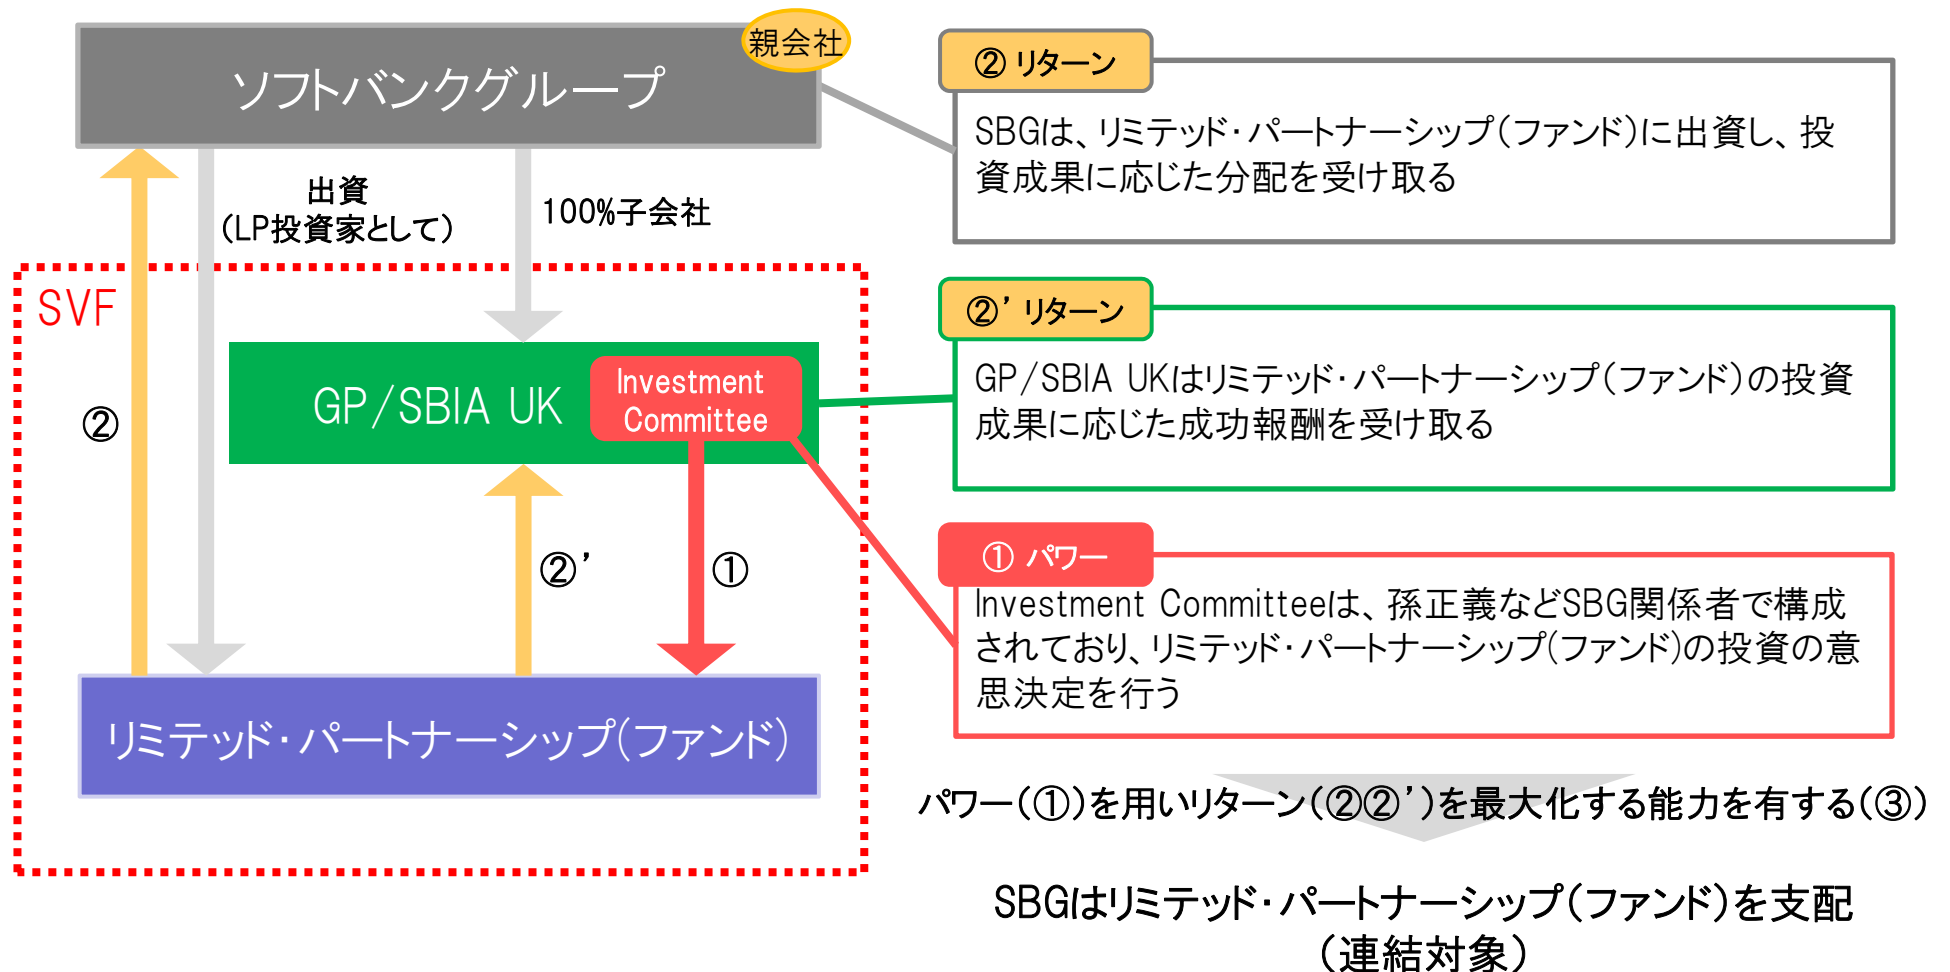 親会社
ソフトバンクグループ
出資
（LP投資家として）
100%子会社
SVF
GP/SBIA UK
Investment
Committee
②
②’
①
リミテッド・パートナーシップ(ファンド）
② リターン
SBGは、リミテッド・パートナーシップ（ファンド）に出資し、投
資成果に応じた分配を受け取る
②’ リターン
GP/SBIA UKはリミテッド・パートナーシップ（ファンド）の投資
成果に応じた成功報酬を受け取る
① パワー
Investment Committeeは、孫正義などSBG関係者で構成
されており、リミテッド・パートナーシップ(ファンド)の投資の意
思決定を行う
パワー（①）を用いリターン（②②’）を最大化する能力を有する（③）
SBGはリミテッド・パートナーシップ（ファンド）を支配
（連結対象）